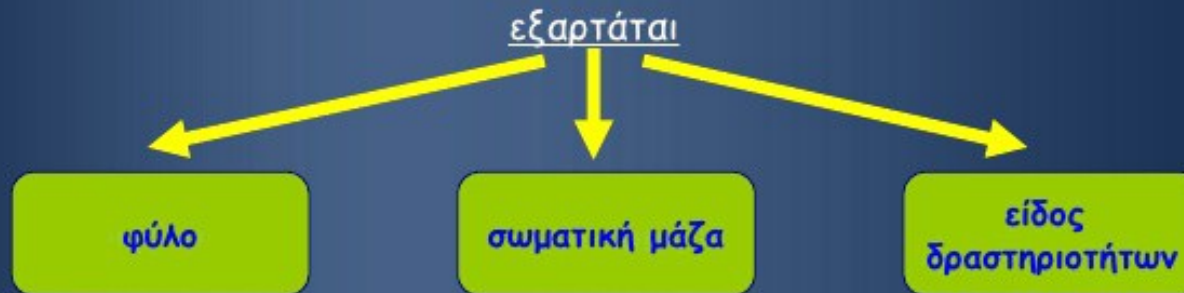 εξαρτάται
φύλο
σωματική μάζα
είδος
δραστηριοτήτων